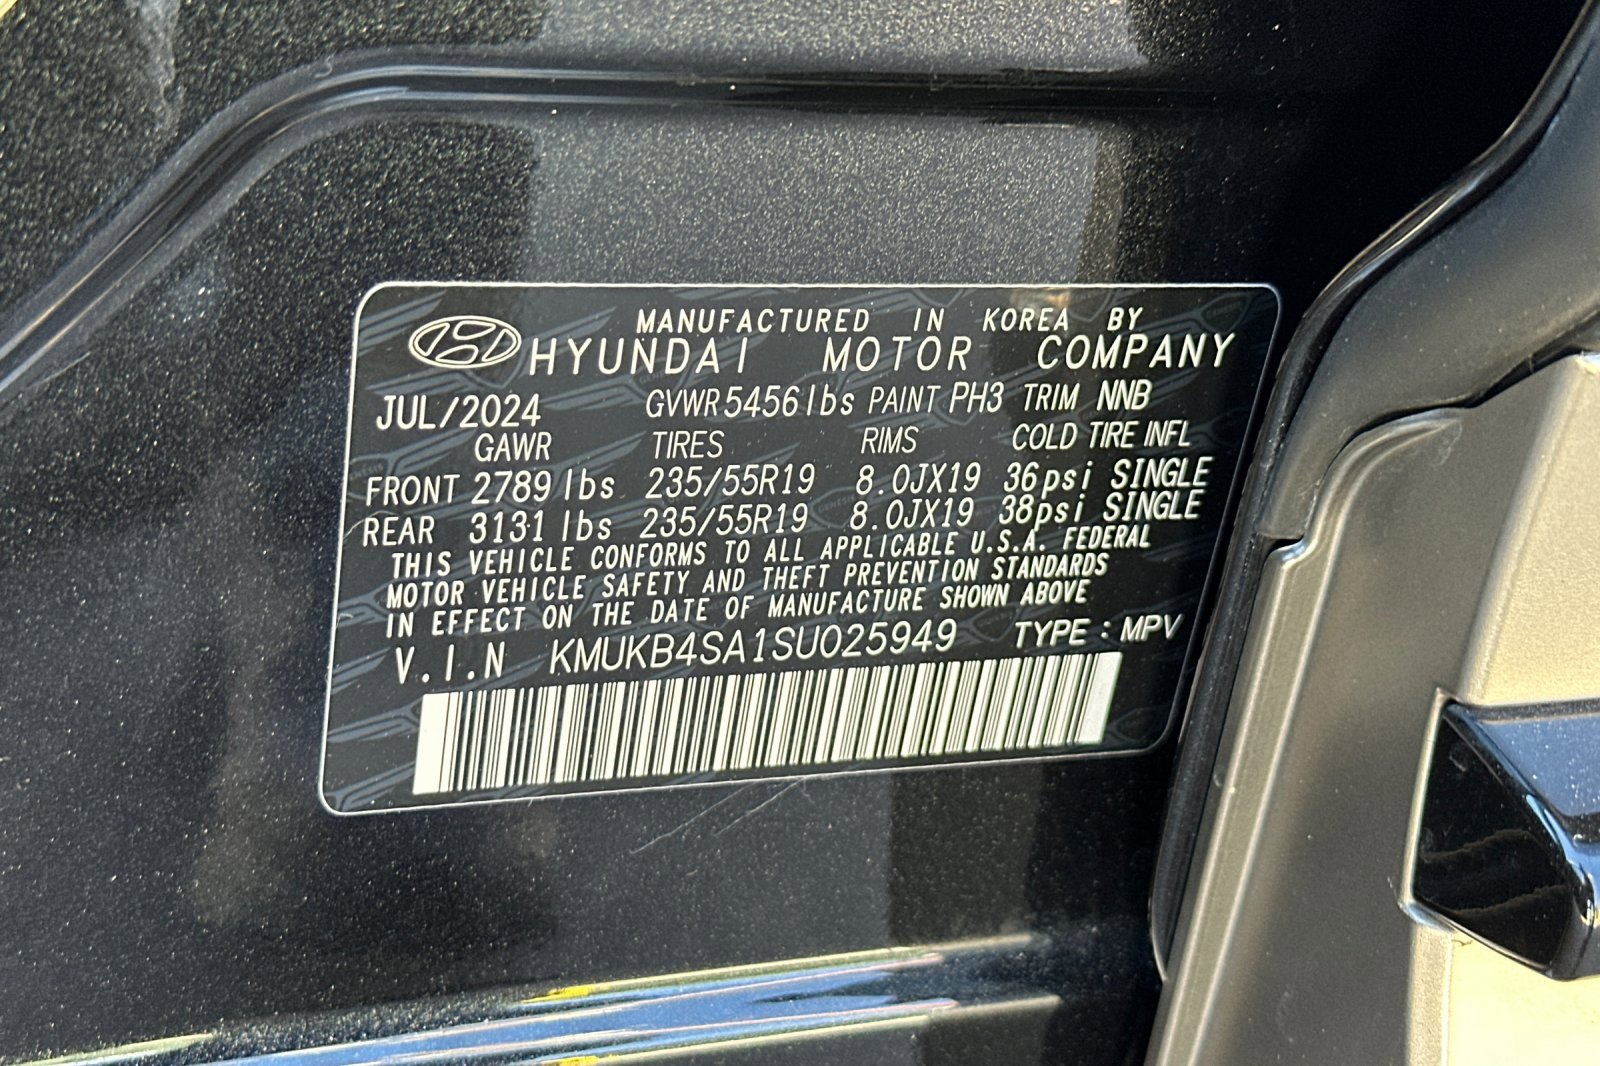 MANUFACTURED IN KOREA BY
HYUNDAI MOTOR COMPANY
JUL/2024 GVWR 5456lbs PAINT PH3 TRIM NNB
GAWR TIRES RIMS COLD TIRE INFL
FRONT 2789 lbs 235/55R19 8.0JX19 36psi SINGLE
REAR 3131 lbs 235/55R19 8.0JX19 38psi SINGLE
THIS VEHICLE CONFORMS TO ALL APPLICABLE U.S.A. FEDERAL
MOTOR VEHICLE SAFETY AND THEFT PREVENTION STANDARDS
IN EFFECT ON THE DATE OF MANUFACTURE SHOWN ABOVE
V.I.N KMUKB4SA1SU025949 TYPE : MPV